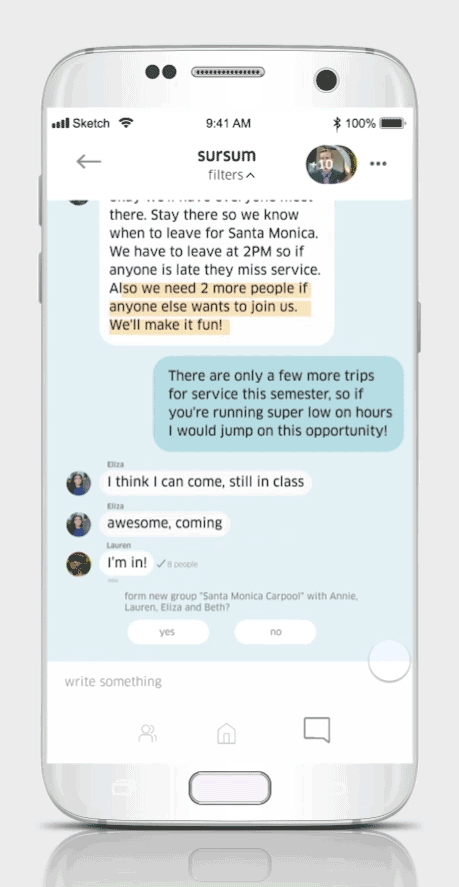 Sketch
9:41 AM
100%
sursum
filters
+10
there. Stay there so we know
when to leave for Santa Monica.
We have to leave at 2PM so if
anyone is late they miss service.
Also we need 2 more people if
anyone else wants to join us.
We'll make it fun!
There are only a few more trips
for service this semester, so if
you're running super low on hours
I would jump on this opportunity!
Eliza
I think I can come, still in class
Eliza
awesome, coming
Lauren
I'm in!
8 people
form new group "Santa Monica Carpool" with Annie,
Lauren, Eliza and Beth?
yes
no
write something